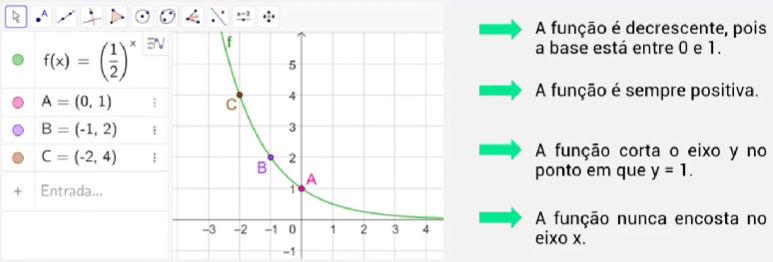 f(x) = (1/2)^x
A = (0, 1)
B = (-1, 2)
C = (-2, 4)
+ Entrada...
f
5
4
3
2
1
−1
−3 −2 −1 0 1 2 3 4
C
B
A
A função é decrescente, pois
a base está entre 0 e 1.
A função é sempre positiva.
A função corta o eixo y no
ponto em que y = 1.
A função nunca encosta no
eixo x.